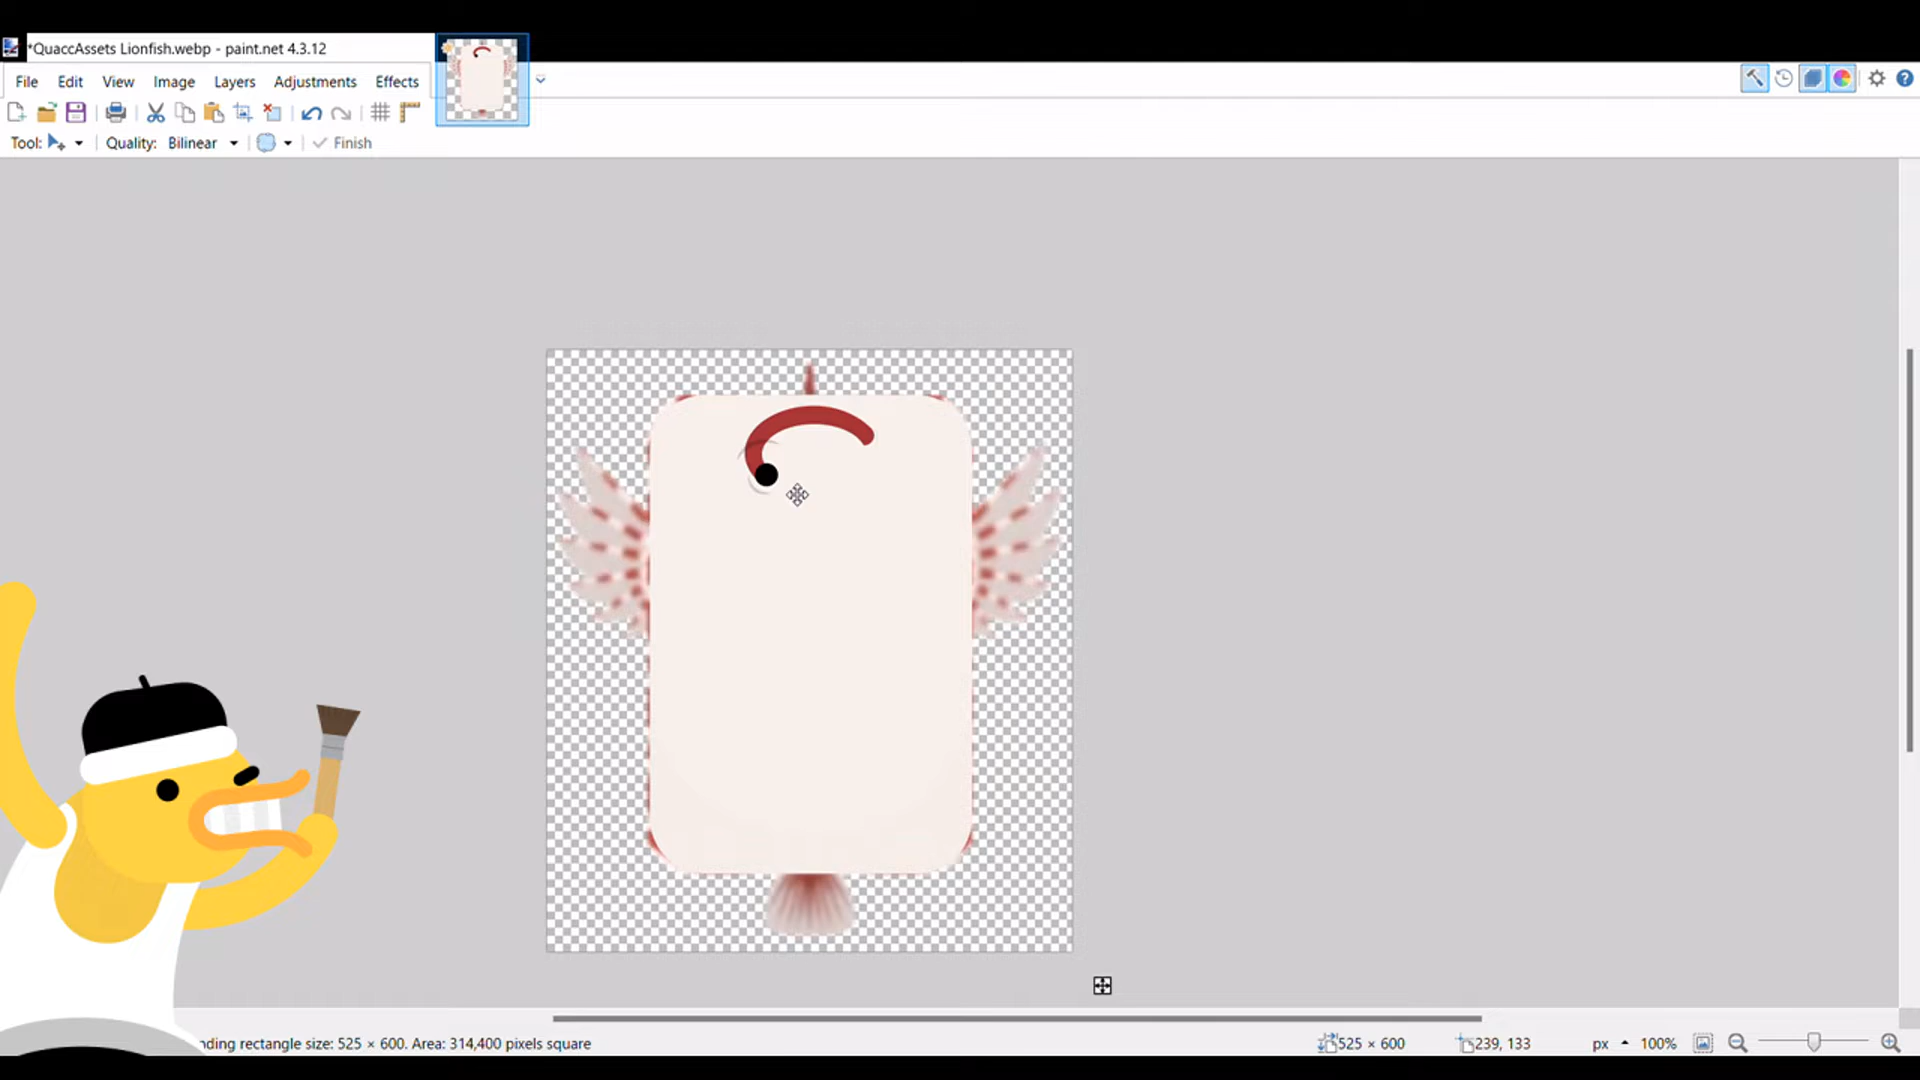 *QuaccAssets Lionfish.webp - paint.net 4.3.12
File Edit View Image Layers Adjustments Effects
Tool: Quality: Bilinear Finish
nding rectangle size: 525 × 600. Area: 314,400 pixels square 525 × 600 239, 133 px 100%